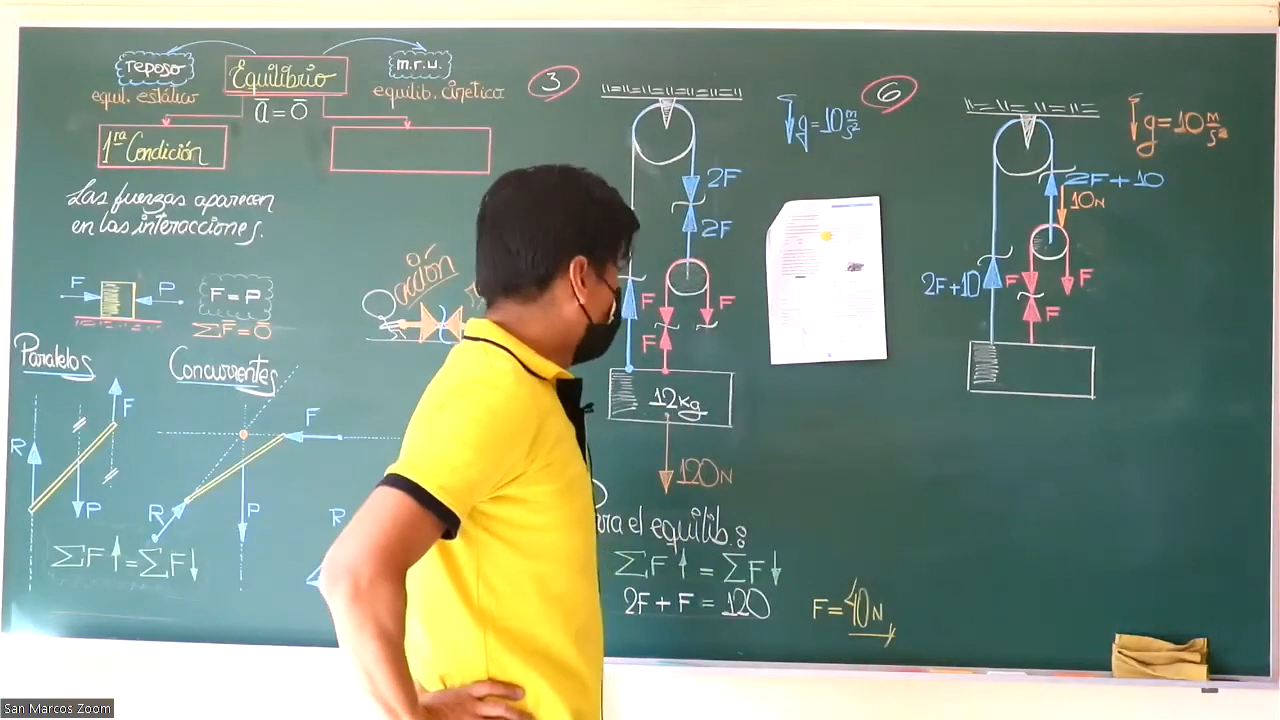 reposo
Equilibrio
m.r.u.
equil. estático
equilib. cinético
a̅ = 0̅
1ra Condición
Las fuerzas aparecen
en las interacciones.
F
P
F = P
ΣF̅ = 0̅
acción
Paralelos
F
R
P
ΣF↑ = ΣF↓
Concurrentes
F
R
P
R
3
g = 10 m/s²
2F
2F
F
F
F
12kg
120N
el equilib.:
ΣF↑ = ΣF↓
2F + F = 120
F = 40N
6
g = 10 m/s²
2F + 10
10N
2F + 10
F
F
F
San Marcos Zoom